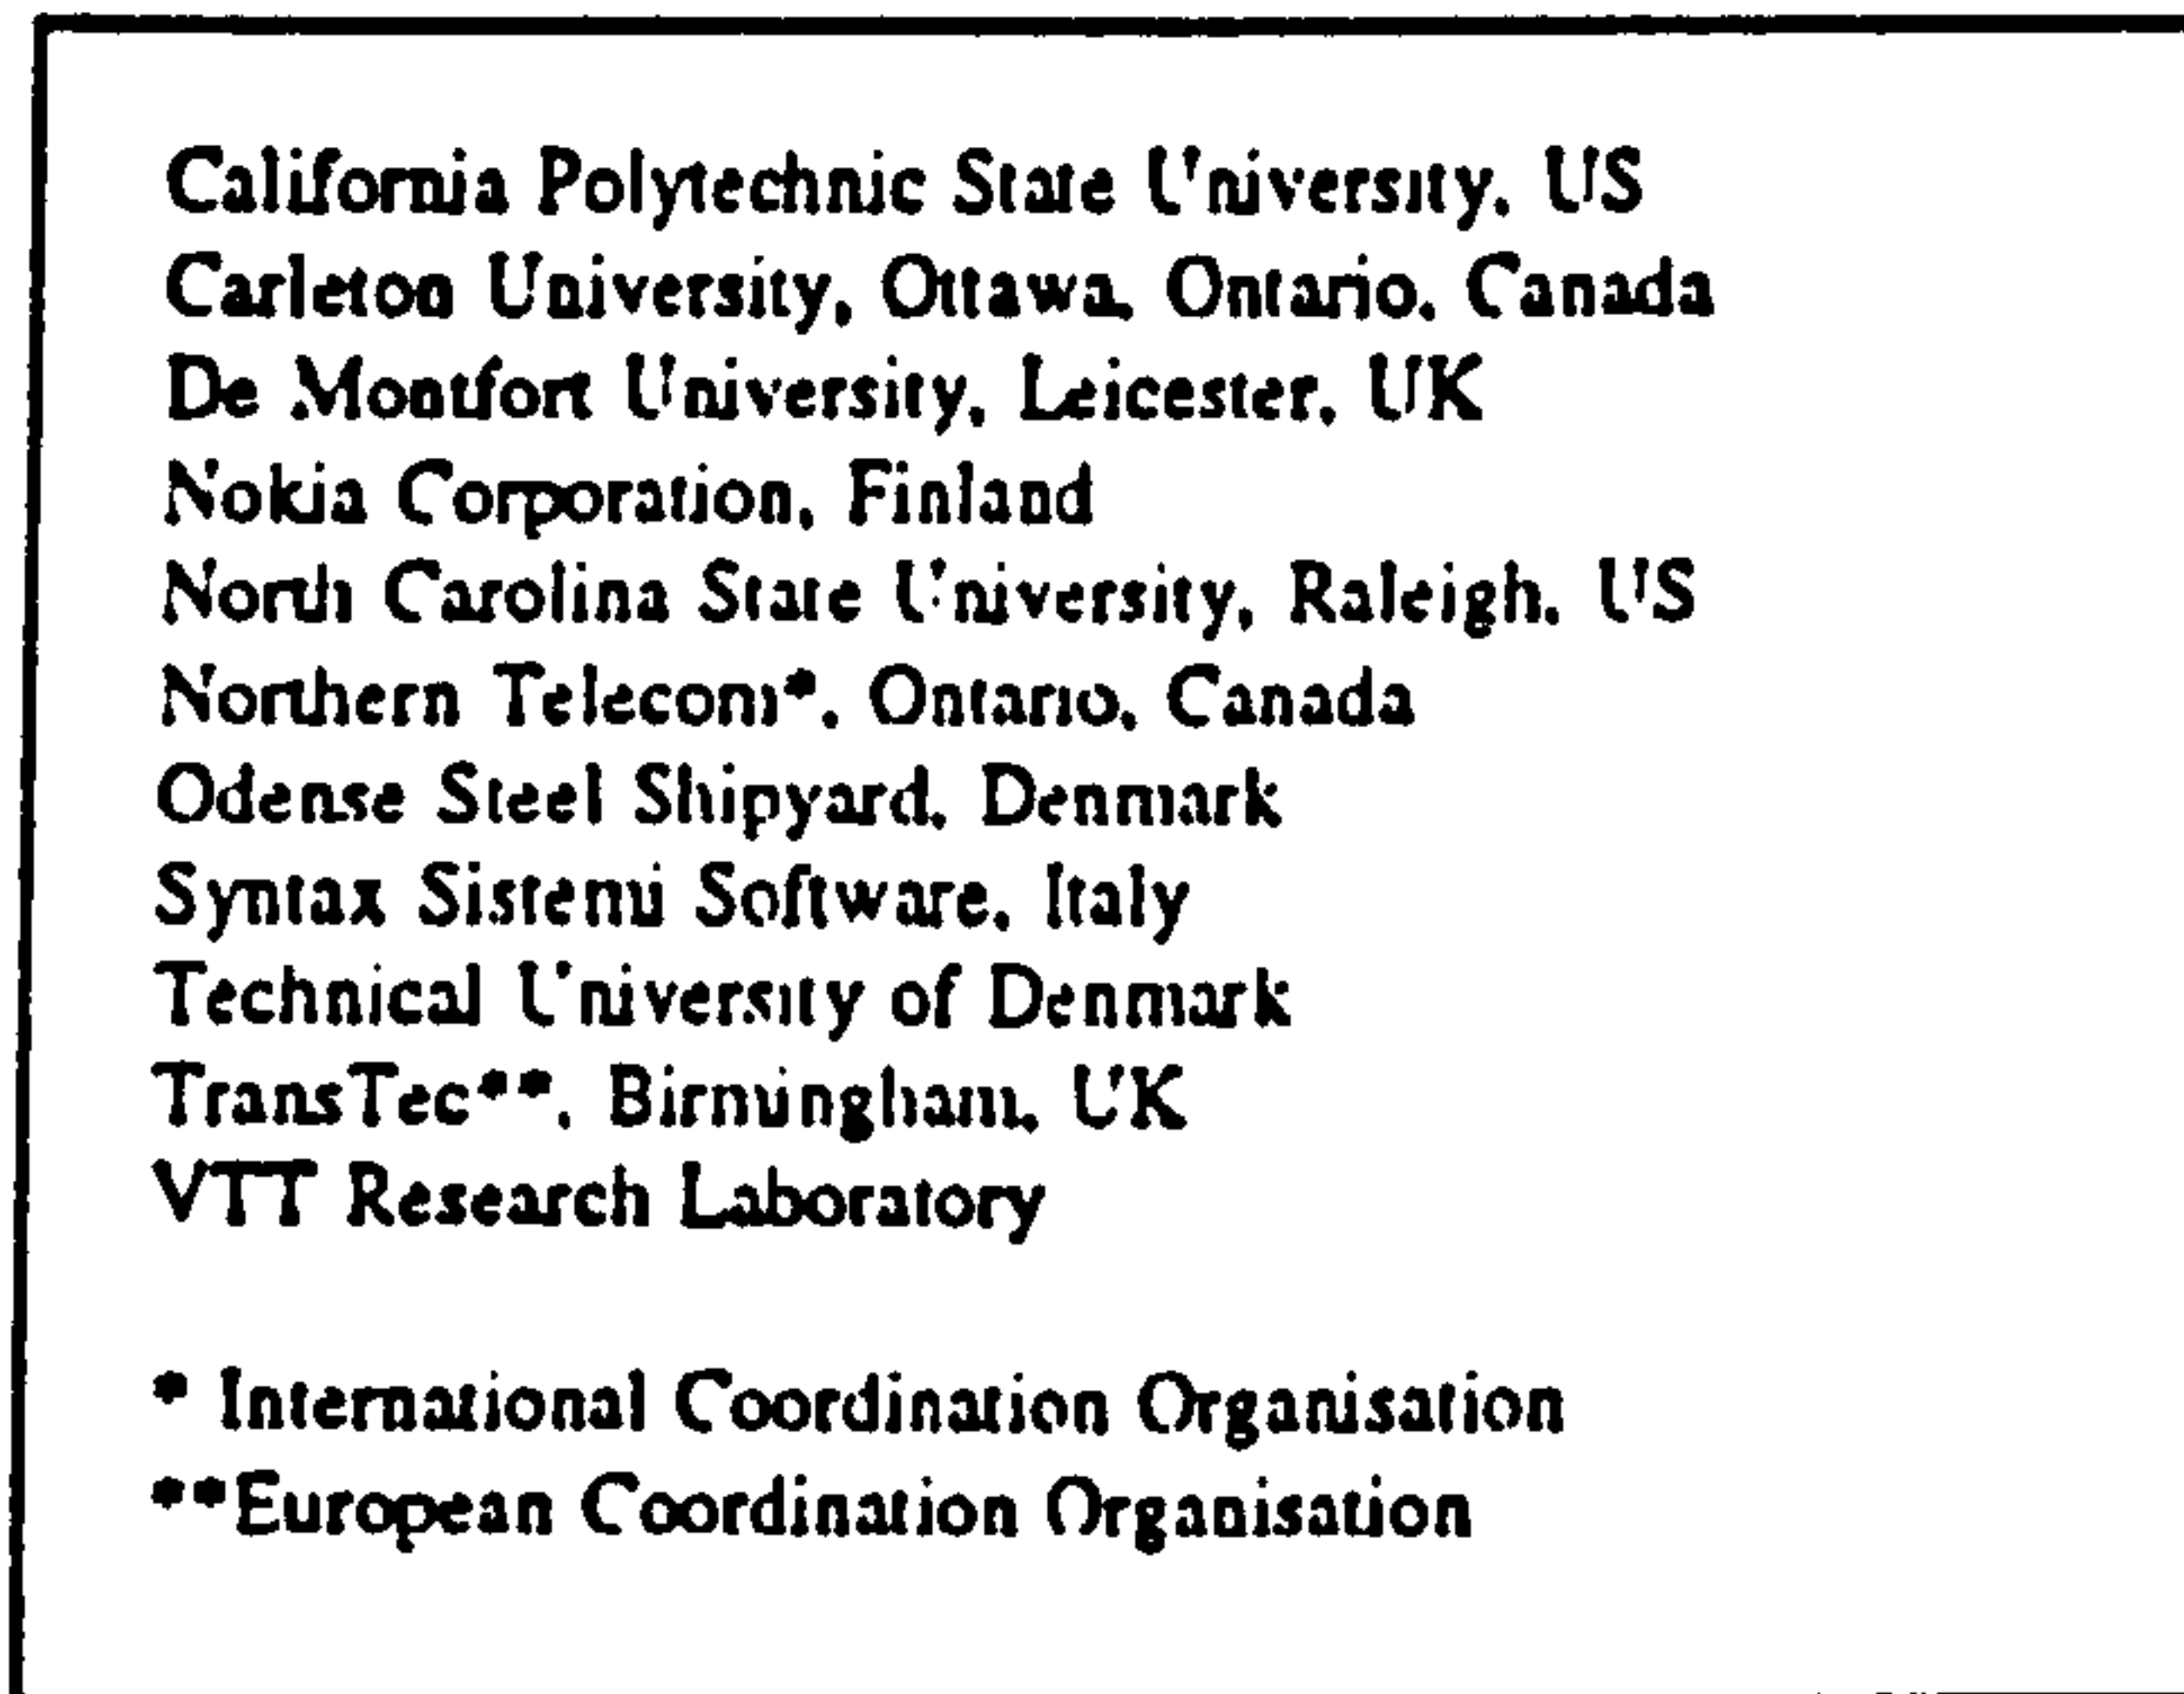 California Polytechnic State University, US
Carleton University, Ottawa, Ontario, Canada
De Montfort University, Leicester, UK
Nokia Corporation, Finland
North Carolina State University, Raleigh, US
Northern Telecom*, Ontario, Canada
Odense Steel Shipyard, Denmark
Syntax Sistemi Software, Italy
Technical University of Denmark
TransTec**, Birmingham, UK
VTT Research Laboratory
* International Coordination Organisation
**European Coordination Organisation